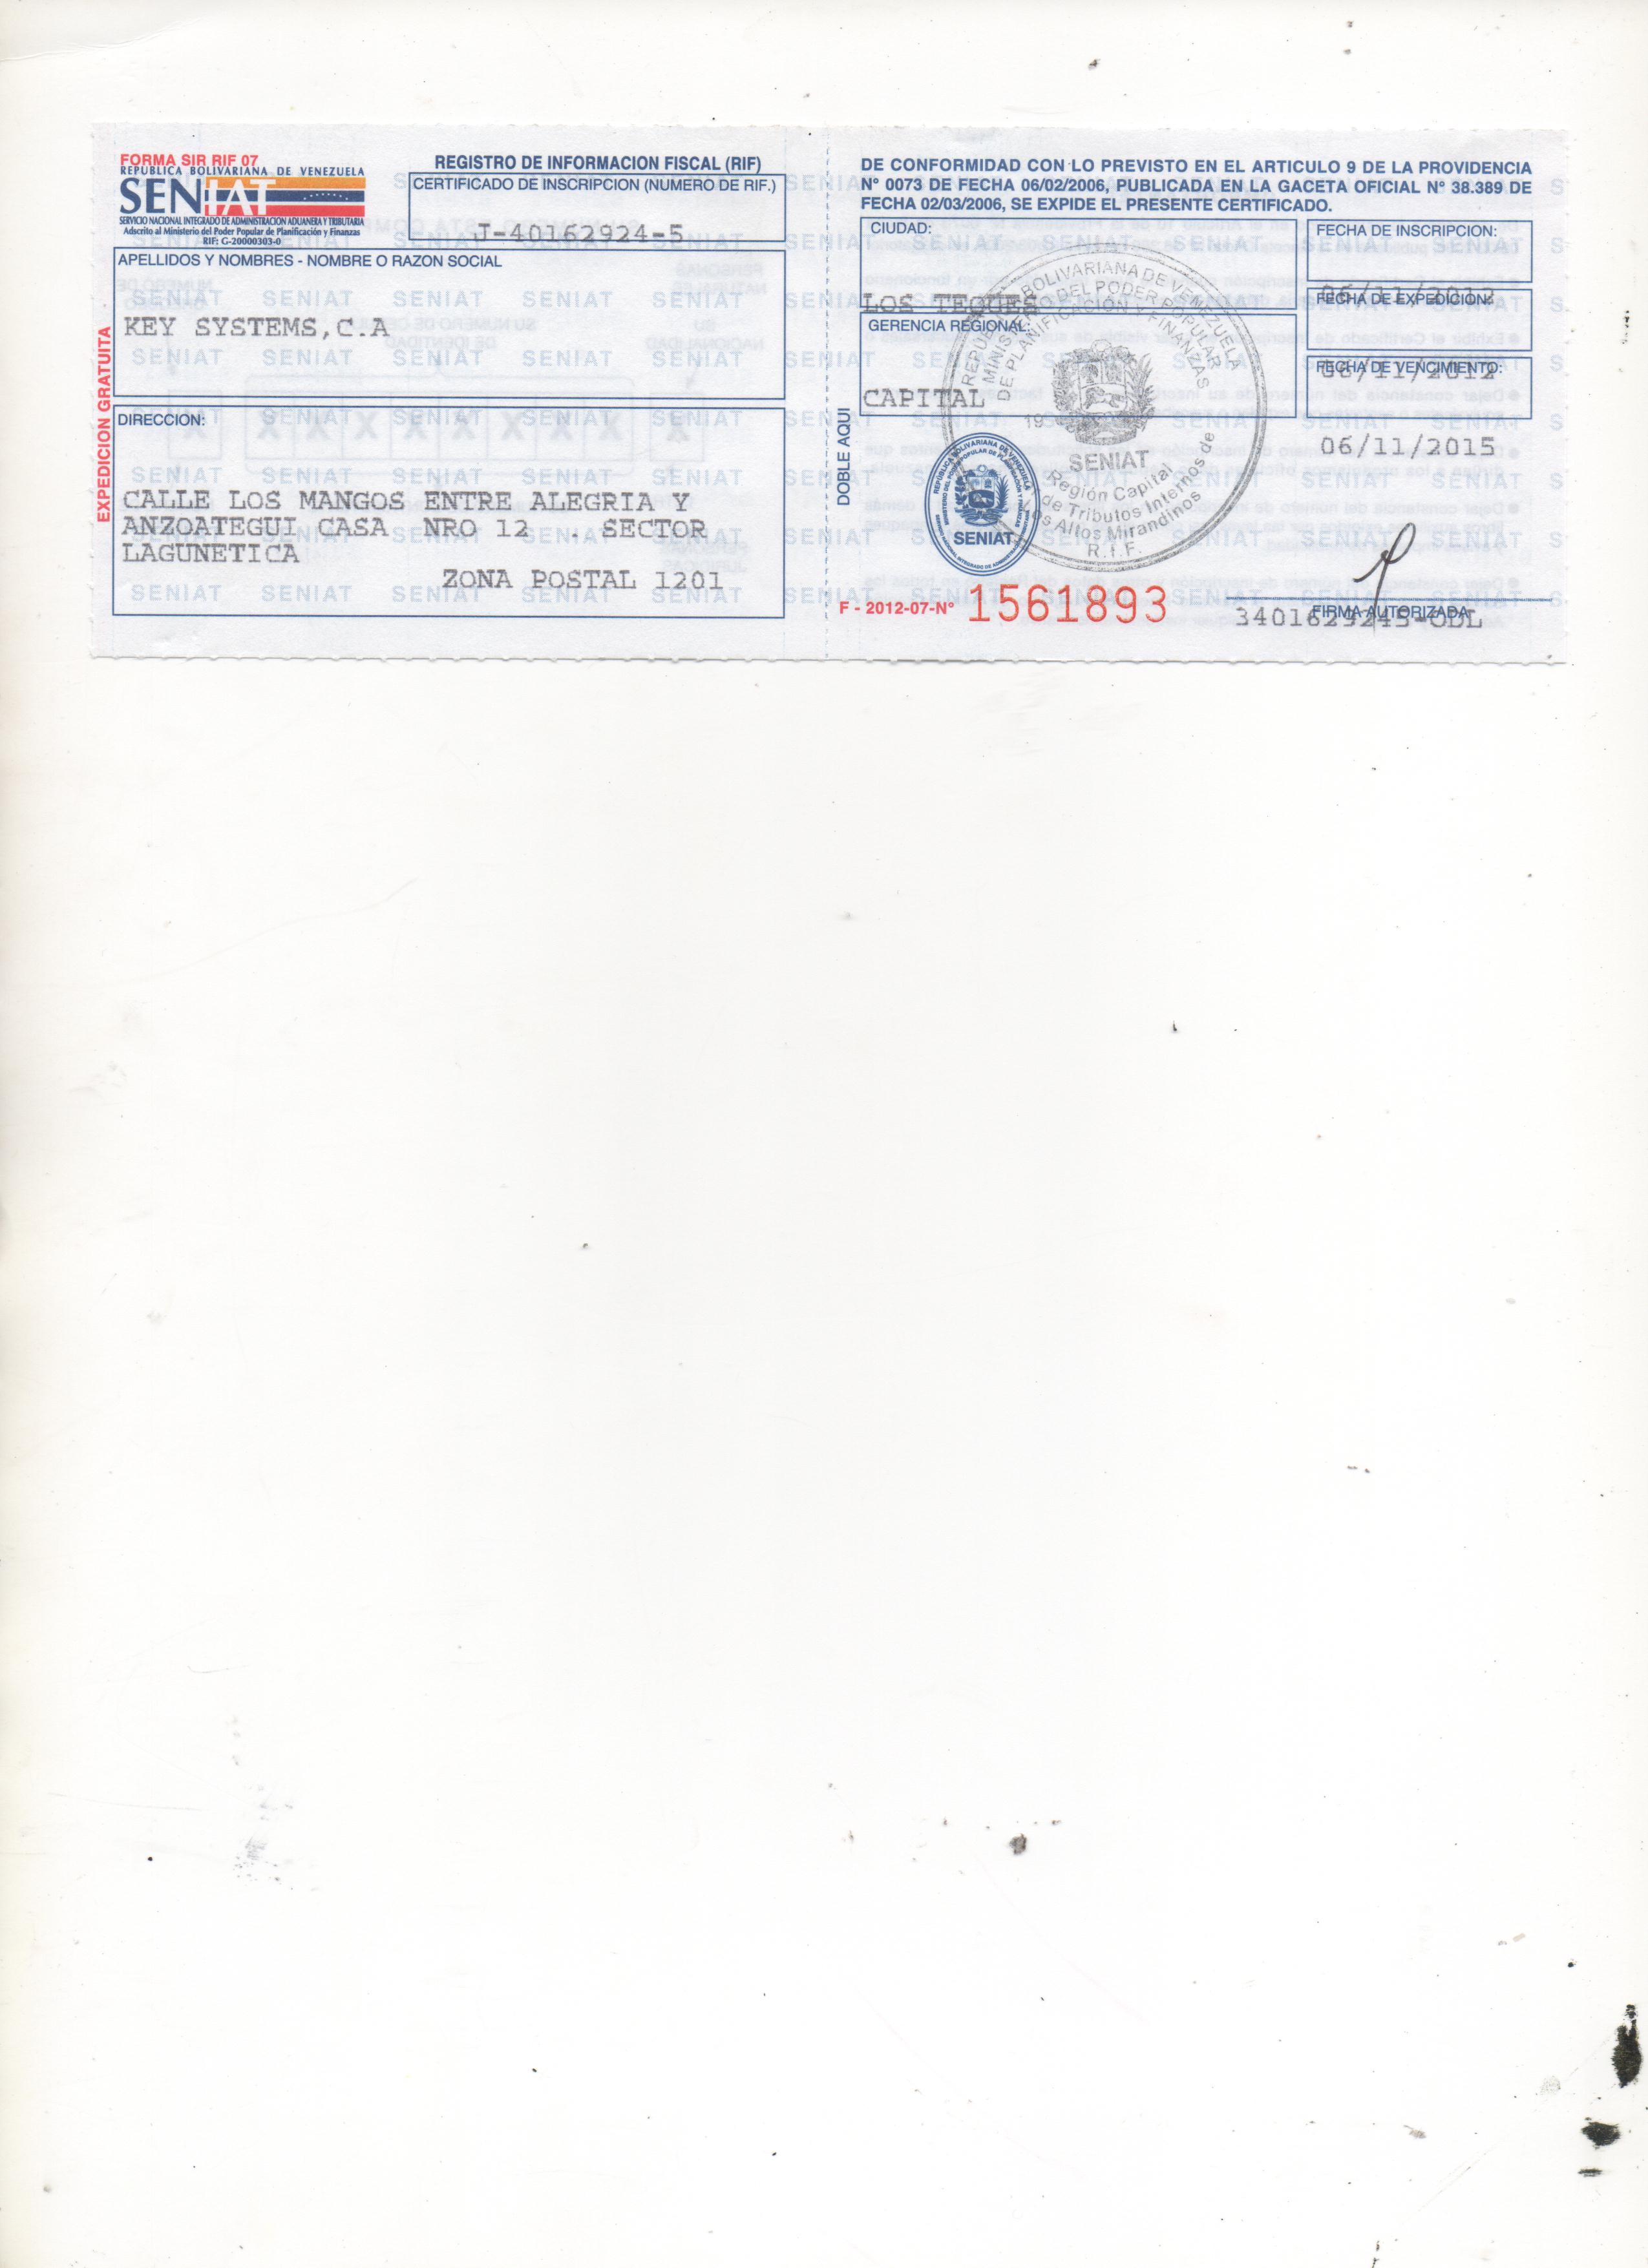 FORMA SIR RIF 07
REPUBLICA BOLIVARIANA DE VENEZUELA
SENIAT
SERVICIO NACIONAL INTEGRADO DE ADMINISTRACION ADUANERA Y TRIBUTARIA
Adscrito al Ministerio del Poder Popular de Planificación y Finanzas
RIF: G-20000303-0
REGISTRO DE INFORMACION FISCAL (RIF)
CERTIFICADO DE INSCRIPCION (NUMERO DE RIF.)
J-40162924-5
APELLIDOS Y NOMBRES - NOMBRE O RAZON SOCIAL
KEY SYSTEMS,C.A
EXPEDICION GRATUITA
DIRECCION:
CALLE LOS MANGOS ENTRE ALEGRIA Y
ANZOATEGUI CASA NRO 12 . SECTOR
LAGUNETICA
ZONA POSTAL 1201
DOBLE AQUI
DE CONFORMIDAD CON LO PREVISTO EN EL ARTICULO 9 DE LA PROVIDENCIA
N° 0073 DE FECHA 06/02/2006, PUBLICADA EN LA GACETA OFICIAL N° 38.389 DE
FECHA 02/03/2006, SE EXPIDE EL PRESENTE CERTIFICADO.
CIUDAD:
LOS TEQUES
GERENCIA REGIONAL:
CAPITAL
FECHA DE INSCRIPCION:
06/11/2012
FECHA DE EXPEDICION:
06/11/2012
FECHA DE VENCIMIENTO:
06/11/2015
REPUBLICA BOLIVARIANA DE VENEZUELA
MINISTERIO DEL PODER POPULAR
DE PLANIFICACIÓN Y FINANZAS
SENIAT
Región Capital
de Tributos Internos de
Los Altos Mirandinos
R.I.F.
SENIAT
F - 2012-07-N° 1561893
FIRMA AUTORIZADA
3401629245-ODL